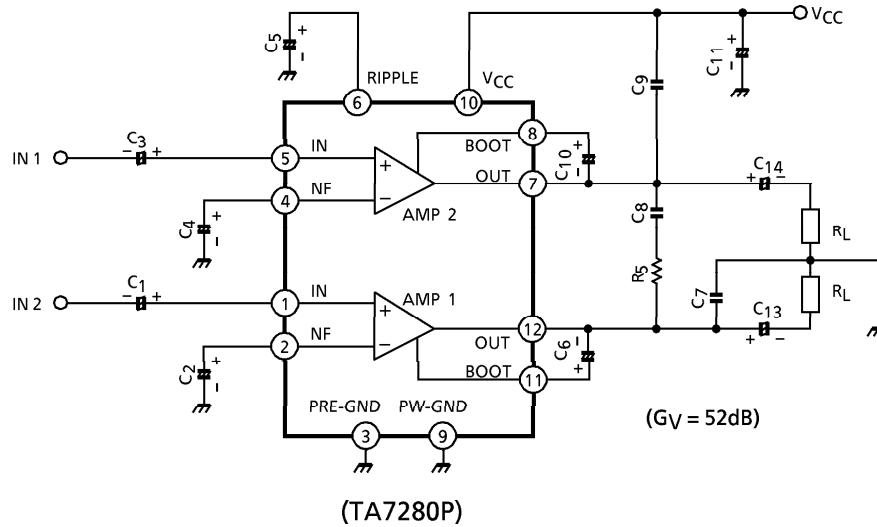 C5 + -
RIPPLE
6
VCC
10
VCC
C11 + -
C9
IN 1
C3 - +
5 IN
+
BOOT 8
C10 + -
OUT 7
C14 + -
4 NF
-
AMP 2
C4 + -
C8
RL
R5
IN 2
C1 - +
1 IN
+
AMP 1
C7
RL
C13 + -
OUT 12
2 NF
-
C2 + -
C6 - +
BOOT 11
PRE-GND
PW-GND
3
9
(GV = 52dB)
(TA7280P)